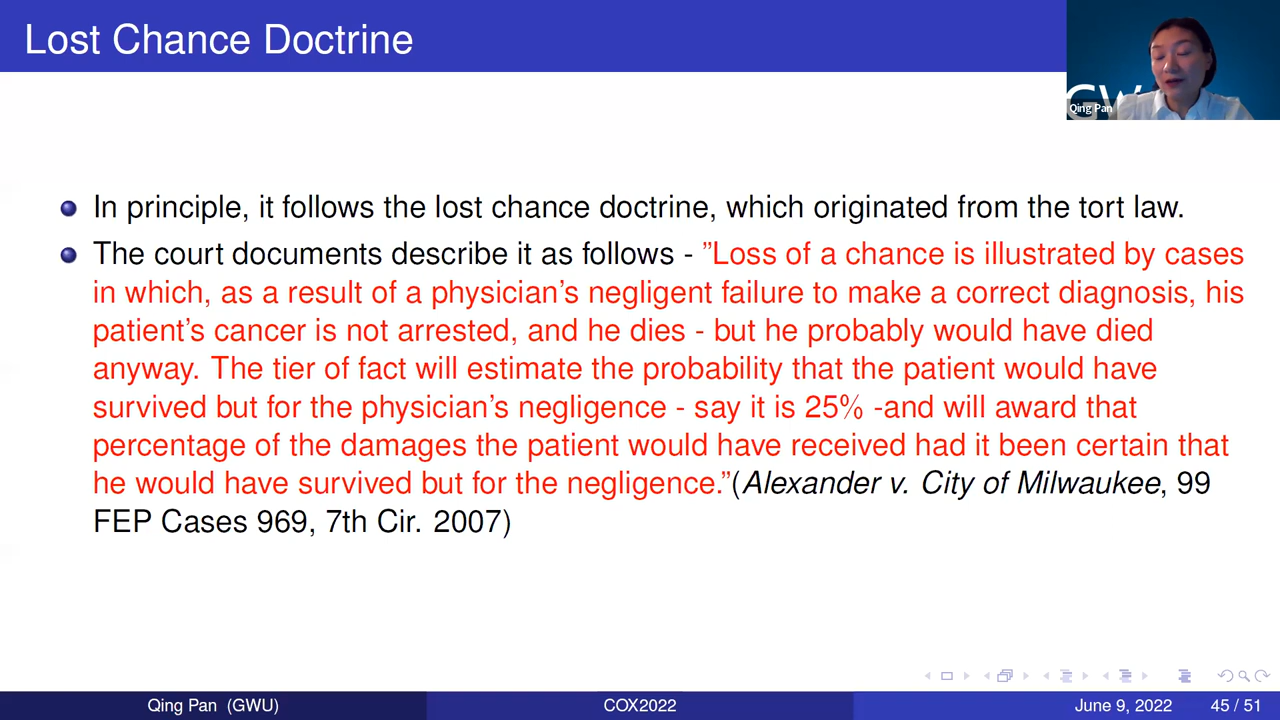 Lost Chance Doctrine
Qing Pan
In principle, it follows the lost chance doctrine, which originated from the tort law.
The court documents describe it as follows - ”Loss of a chance is illustrated by cases
in which, as a result of a physician’s negligent failure to make a correct diagnosis, his
patient’s cancer is not arrested, and he dies - but he probably would have died
anyway. The tier of fact will estimate the probability that the patient would have
survived but for the physician’s negligence - say it is 25% -and will award that
percentage of the damages the patient would have received had it been certain that
he would have survived but for the negligence.”(Alexander v. City of Milwaukee, 99
FEP Cases 969, 7th Cir. 2007)
Qing Pan (GWU) COX2022 June 9, 2022 45 / 51